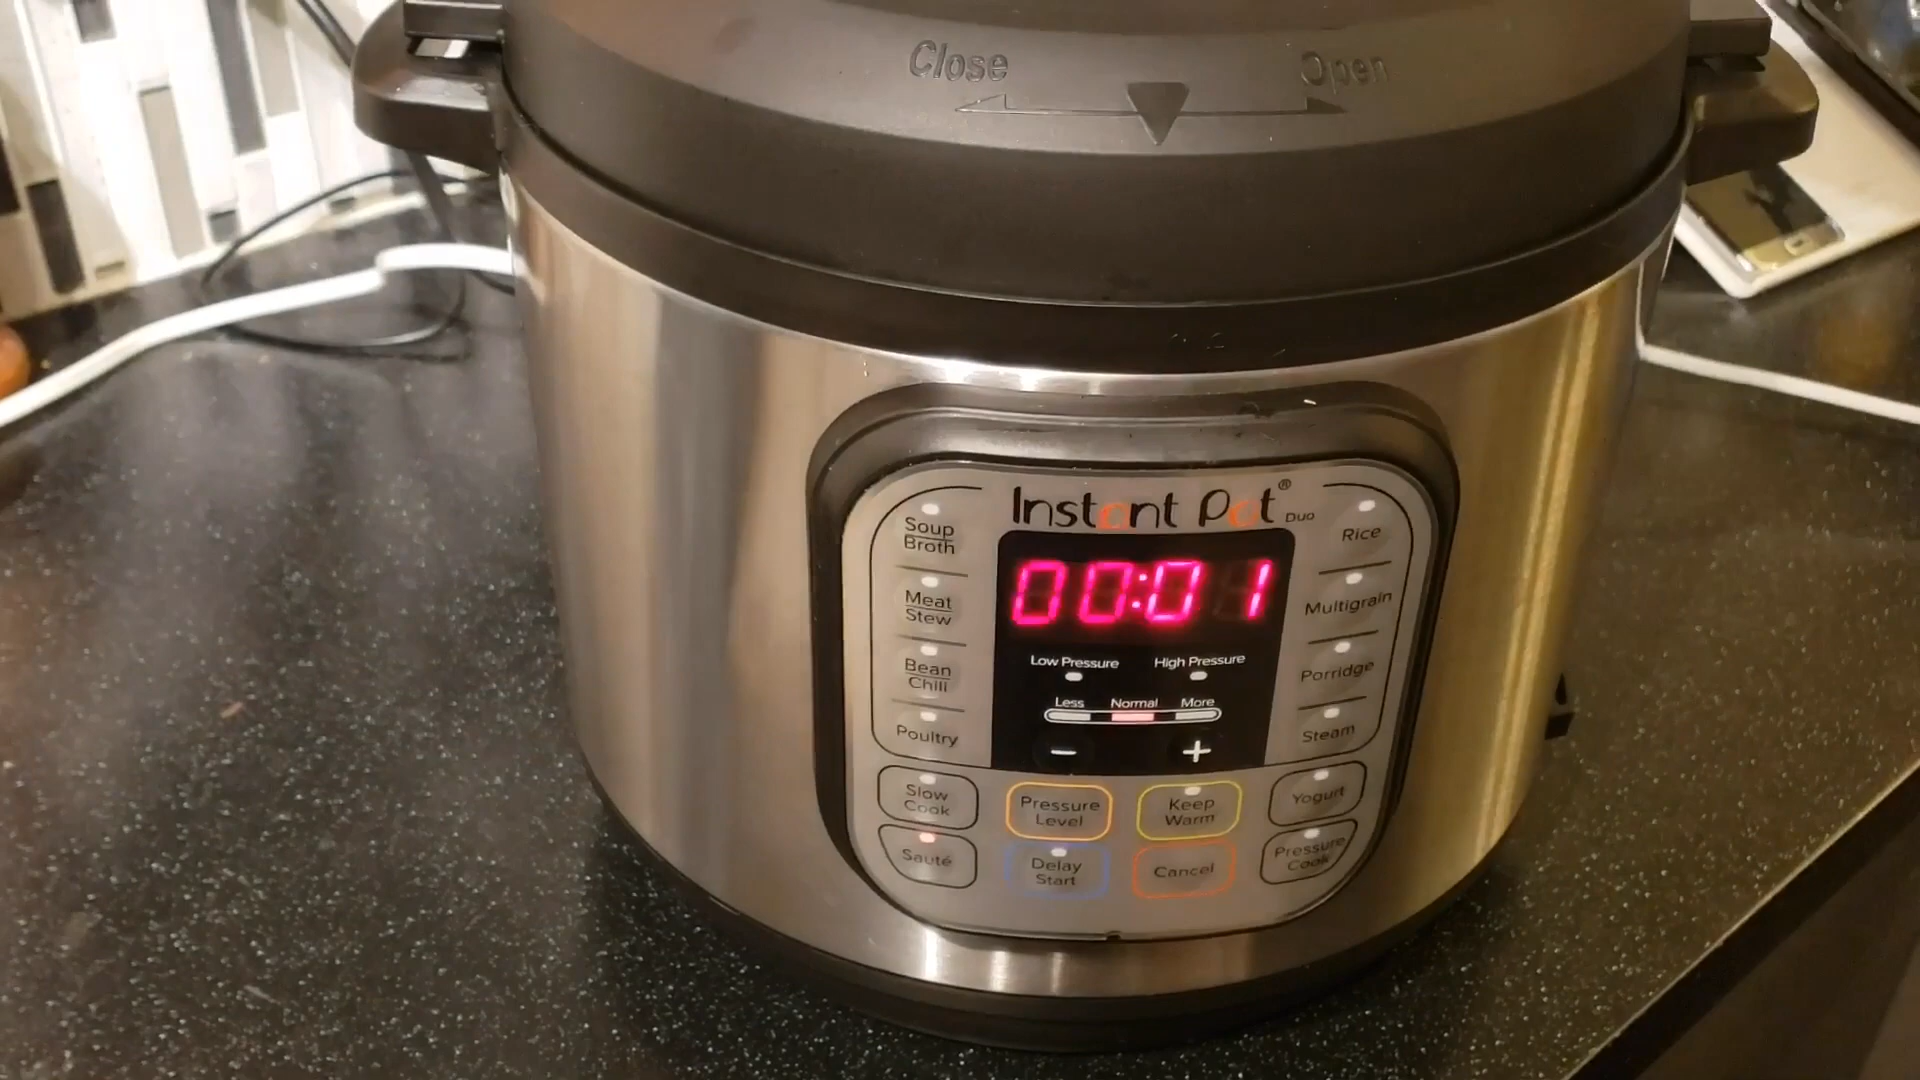 Close Open
Instant Pot® Duo
00:01
Soup
Broth
Meat
Stew
Bean
Chili
Poultry
Low Pressure High Pressure
Less Normal More
− +
Rice
Multigrain
Porridge
Steam
Slow
Cook
Pressure
Level
Keep
Warm
Yogurt
Sauté
Delay
Start
Cancel
Pressure
Cook